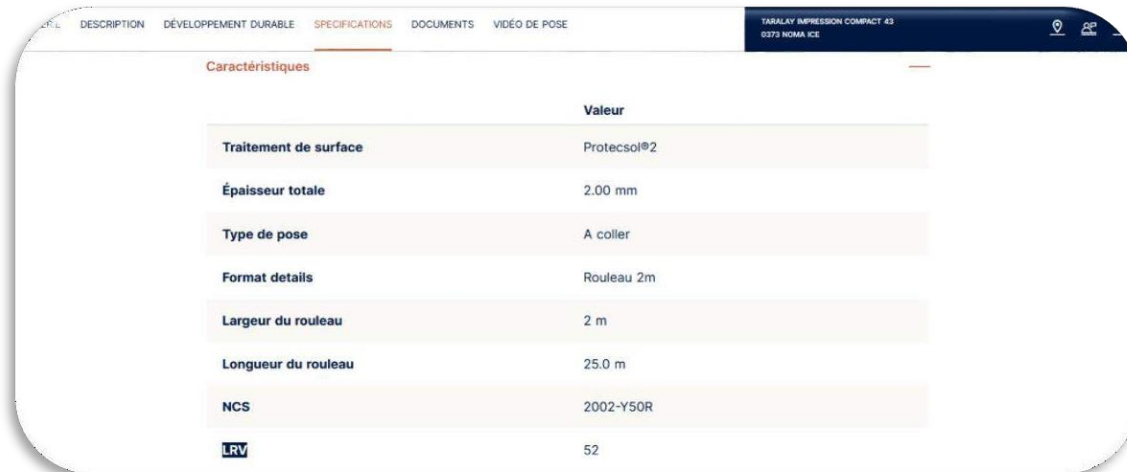 DESCRIPTION DÉVELOPPEMENT DURABLE SPECIFICATIONS DOCUMENTS VIDÉO DE POSE
TARALAY IMPRESSION COMPACT 43
0373 NOMA ICE
Caractéristiques
Valeur
Traitement de surface Protecsol®2
Épaisseur totale 2.00 mm
Type de pose A coller
Format details Rouleau 2m
Largeur du rouleau 2 m
Longueur du rouleau 25.0 m
NCS 2002-Y50R
LRV 52